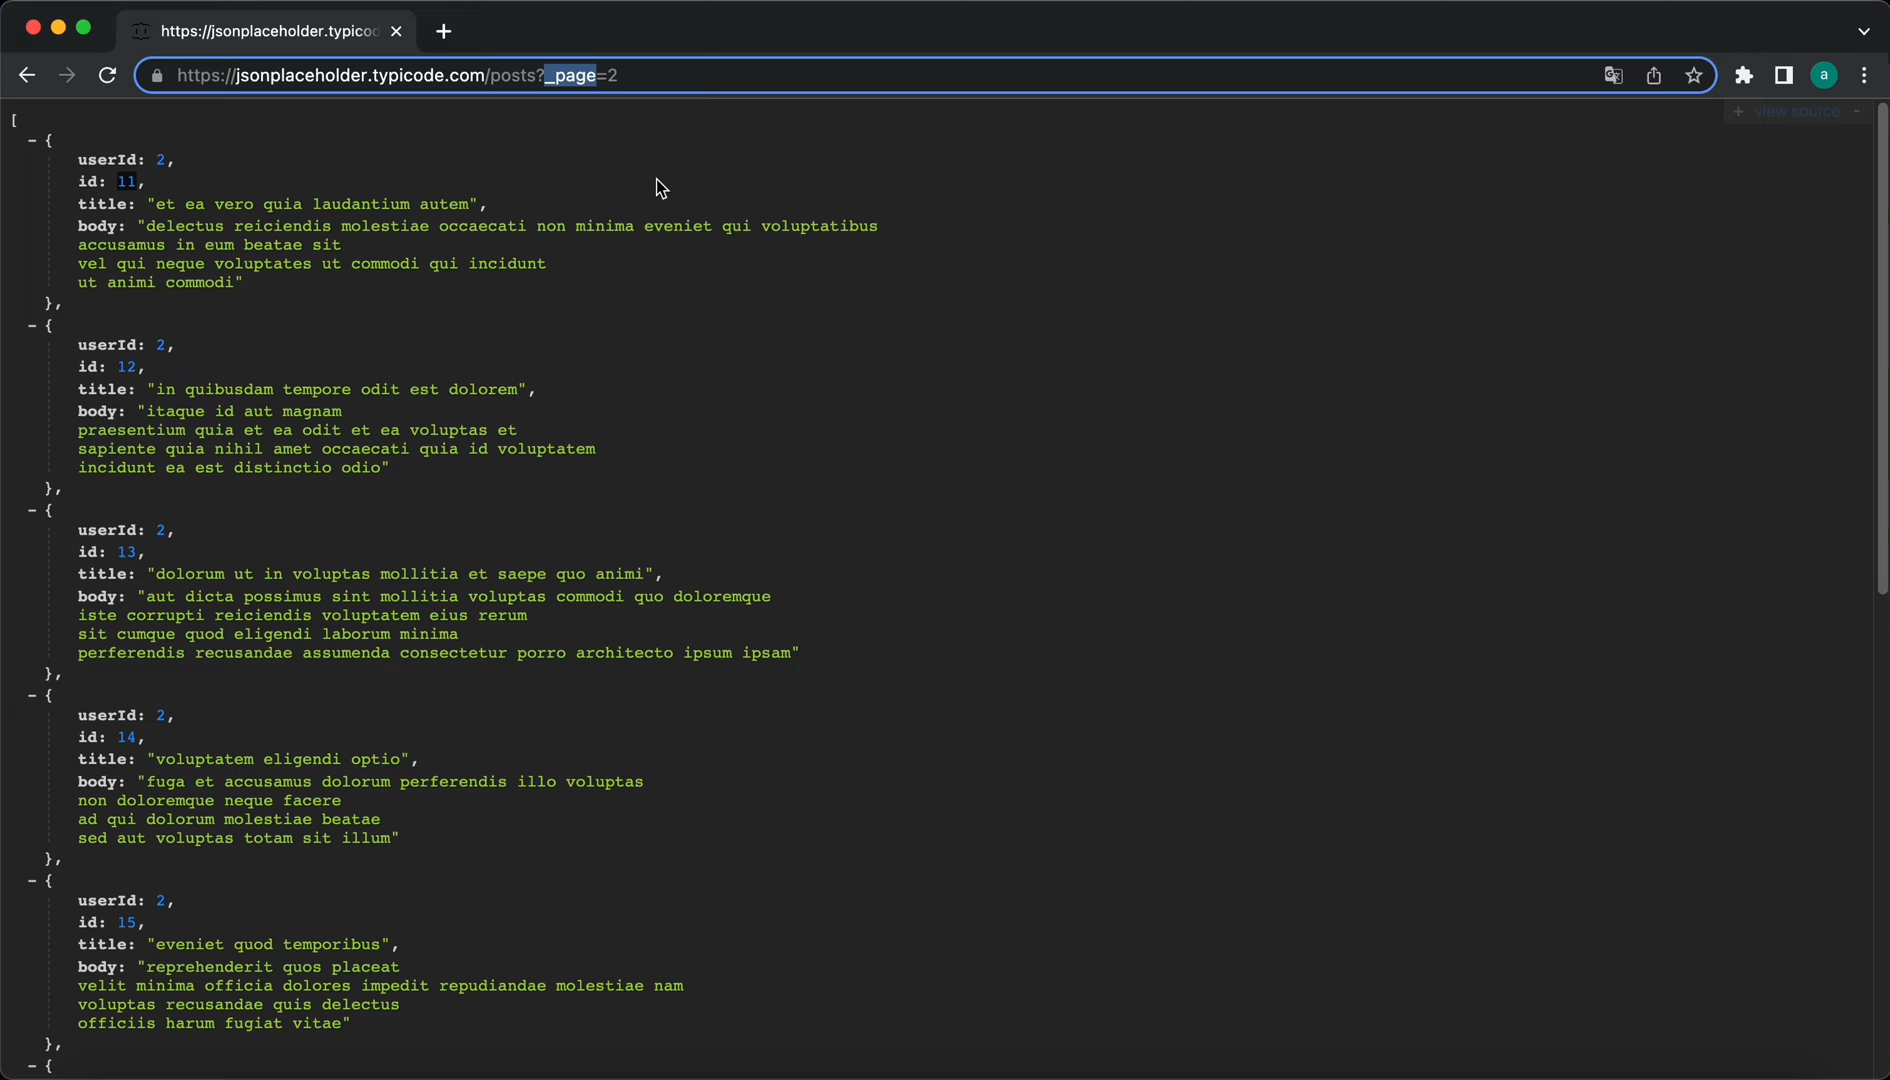 https://jsonplaceholder.typico
https://jsonplaceholder.typicode.com/posts?_page=2
a
[
+ view source -
- {
userId: 2,
id: 11,
title: "et ea vero quia laudantium autem",
body: "delectus reiciendis molestiae occaecati non minima eveniet qui voluptatibus
accusamus in eum beatae sit
vel qui neque voluptates ut commodi qui incidunt
ut animi commodi"
},
- {
userId: 2,
id: 12,
title: "in quibusdam tempore odit est dolorem",
body: "itaque id aut magnam
praesentium quia et ea odit et ea voluptas et
sapiente quia nihil amet occaecati quia id voluptatem
incidunt ea est distinctio odio"
},
- {
userId: 2,
id: 13,
title: "dolorum ut in voluptas mollitia et saepe quo animi",
body: "aut dicta possimus sint mollitia voluptas commodi quo doloremque
iste corrupti reiciendis voluptatem eius rerum
sit cumque quod eligendi laborum minima
perferendis recusandae assumenda consectetur porro architecto ipsum ipsam"
},
- {
userId: 2,
id: 14,
title: "voluptatem eligendi optio",
body: "fuga et accusamus dolorum perferendis illo voluptas
non doloremque neque facere
ad qui dolorum molestiae beatae
sed aut voluptas totam sit illum"
},
- {
userId: 2,
id: 15,
title: "eveniet quod temporibus",
body: "reprehenderit quos placeat
velit minima officia dolores impedit repudiandae molestiae nam
voluptas recusandae quis delectus
officiis harum fugiat vitae"
},
- {